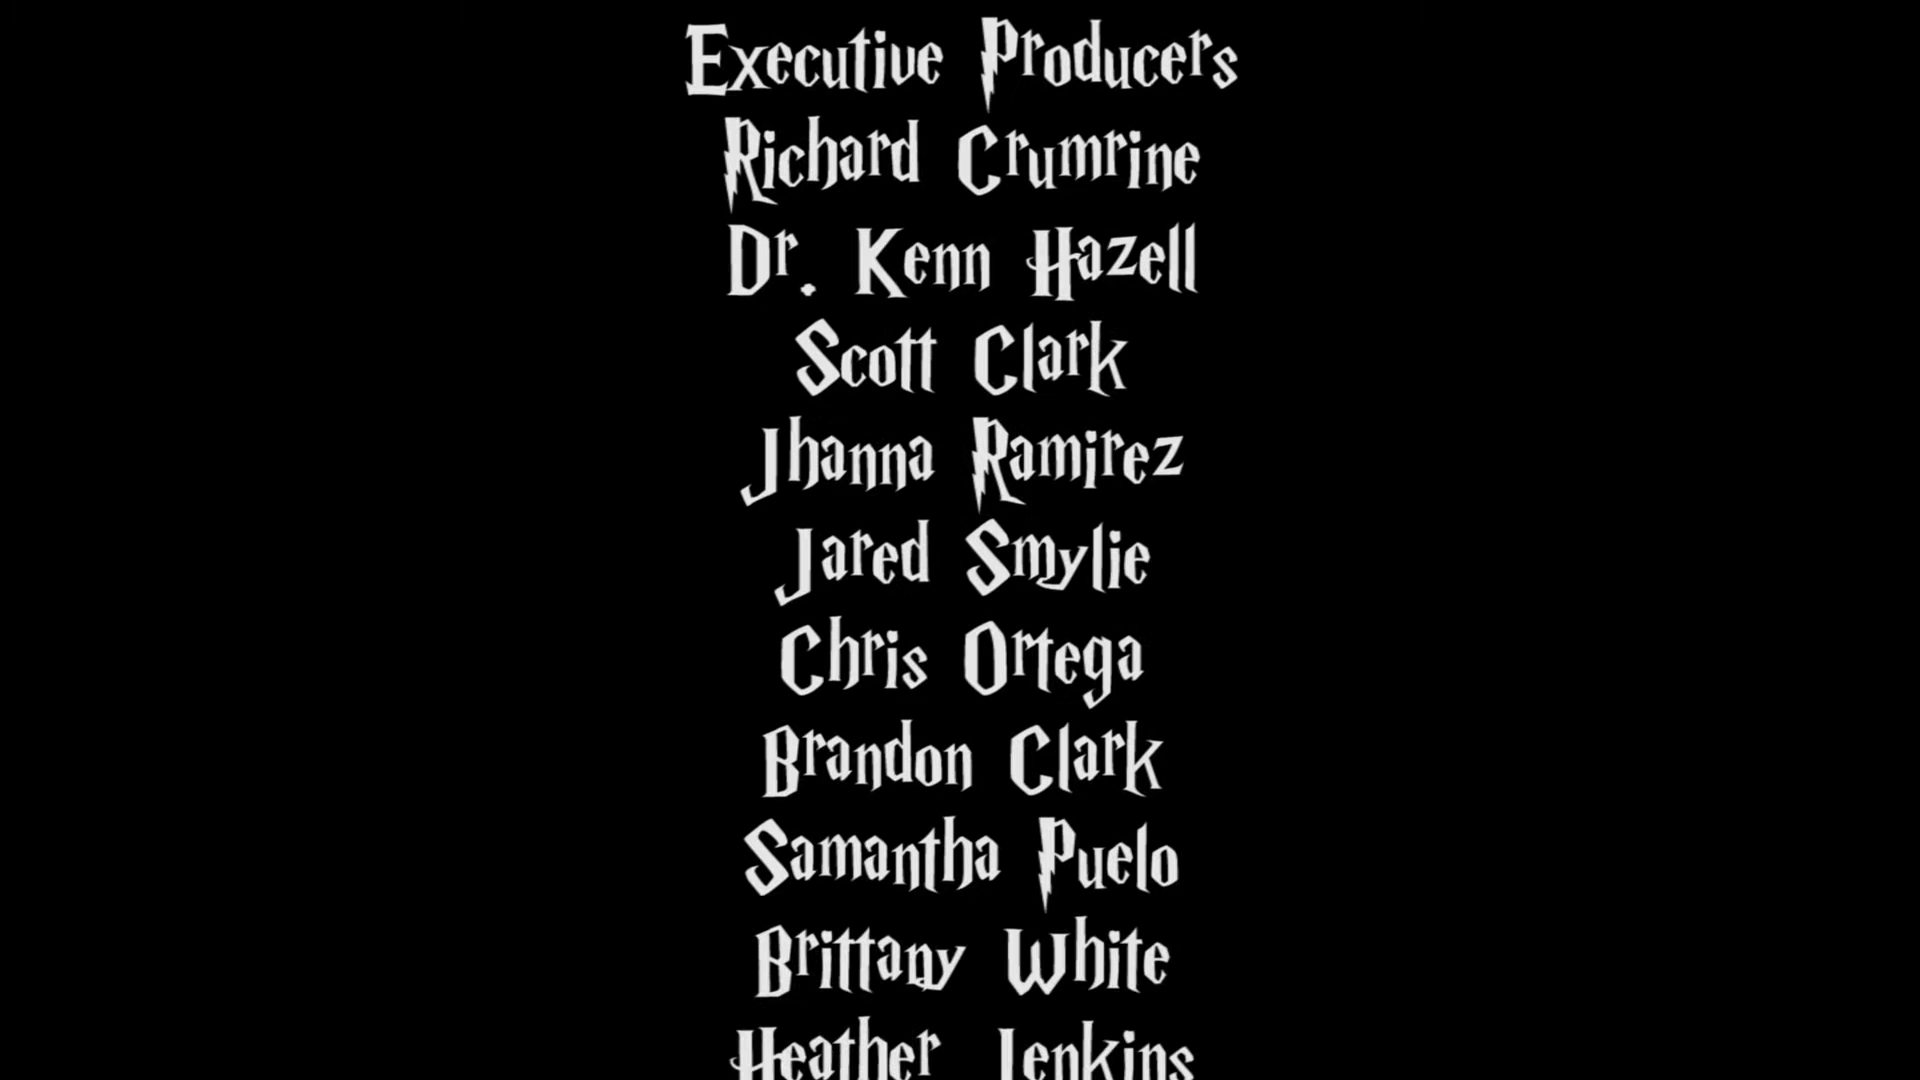 Executive Producers
Richard Crumrine
Dr. Kenn Hazell
Scott Clark
Jhanna Ramirez
Jared Smylie
Chris Ortega
Brandon Clark
Samantha Puelo
Brittany White
Heather Jenkins